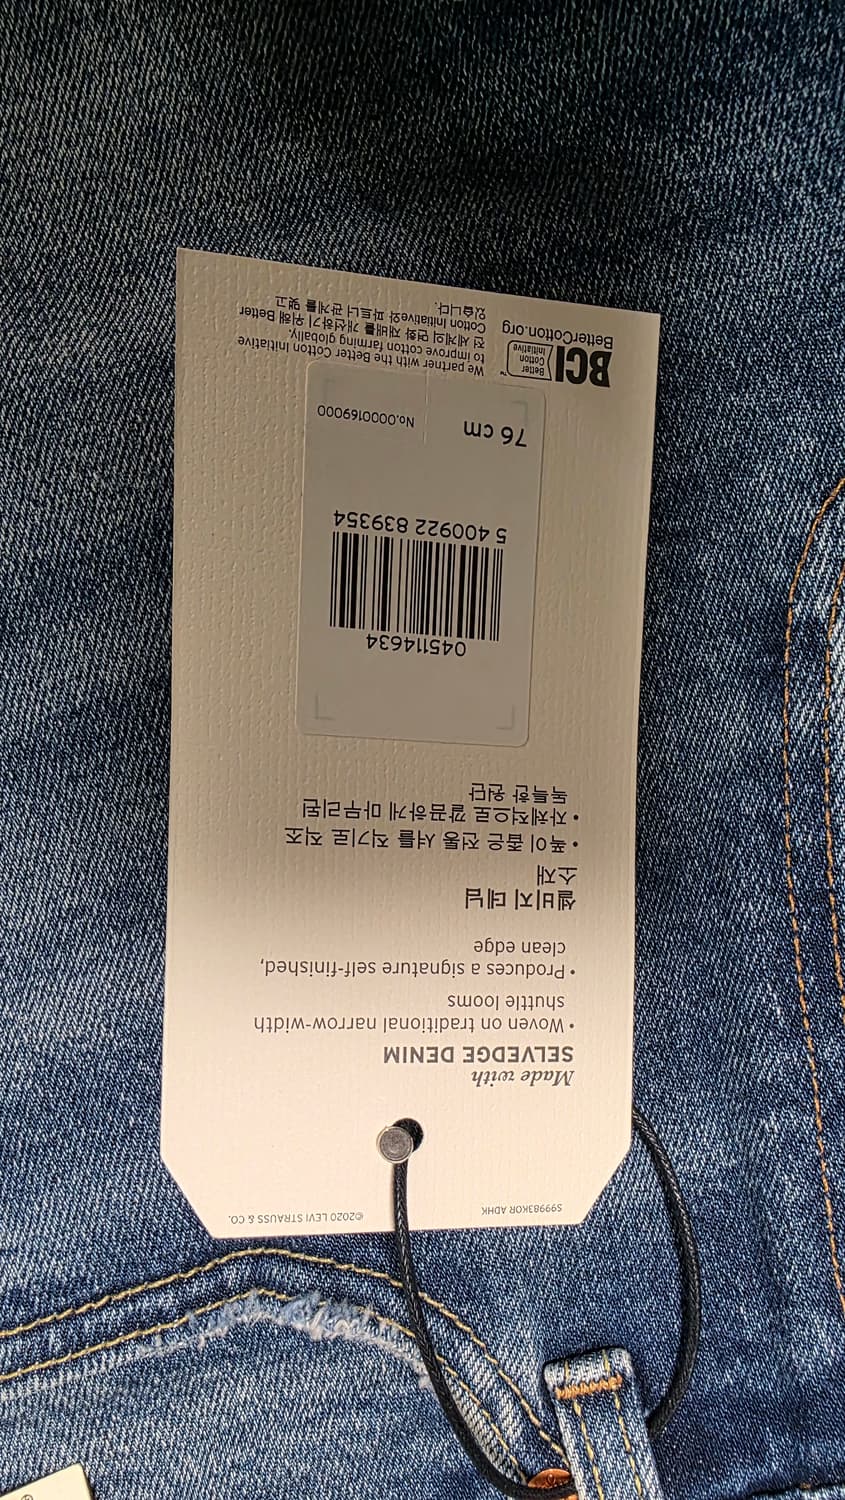 S99983KOR ADHK
©2020 LEVI STRAUSS & CO.
Made with
SELVEDGE DENIM
• Woven on traditional narrow-width
shuttle looms
• Produces a signature self-finished,
clean edge
셀비지 데님
소재
• 폭이 좁은 전통 셔틀 직기로 직조
• 자체적으로 깔끔하게 마무리된
독특한 원단
045114634
5 400922 839354
76 cm
No.0000169000
BCI
Better
Cotton
Initiative
™
BetterCotton.org
We partner with the Better Cotton Initiative
to improve cotton farming globally.
전 세계의 면화 재배를 개선하기 위해 Better
Cotton Initiative와 파트너 관계를 맺고
있습니다.
®